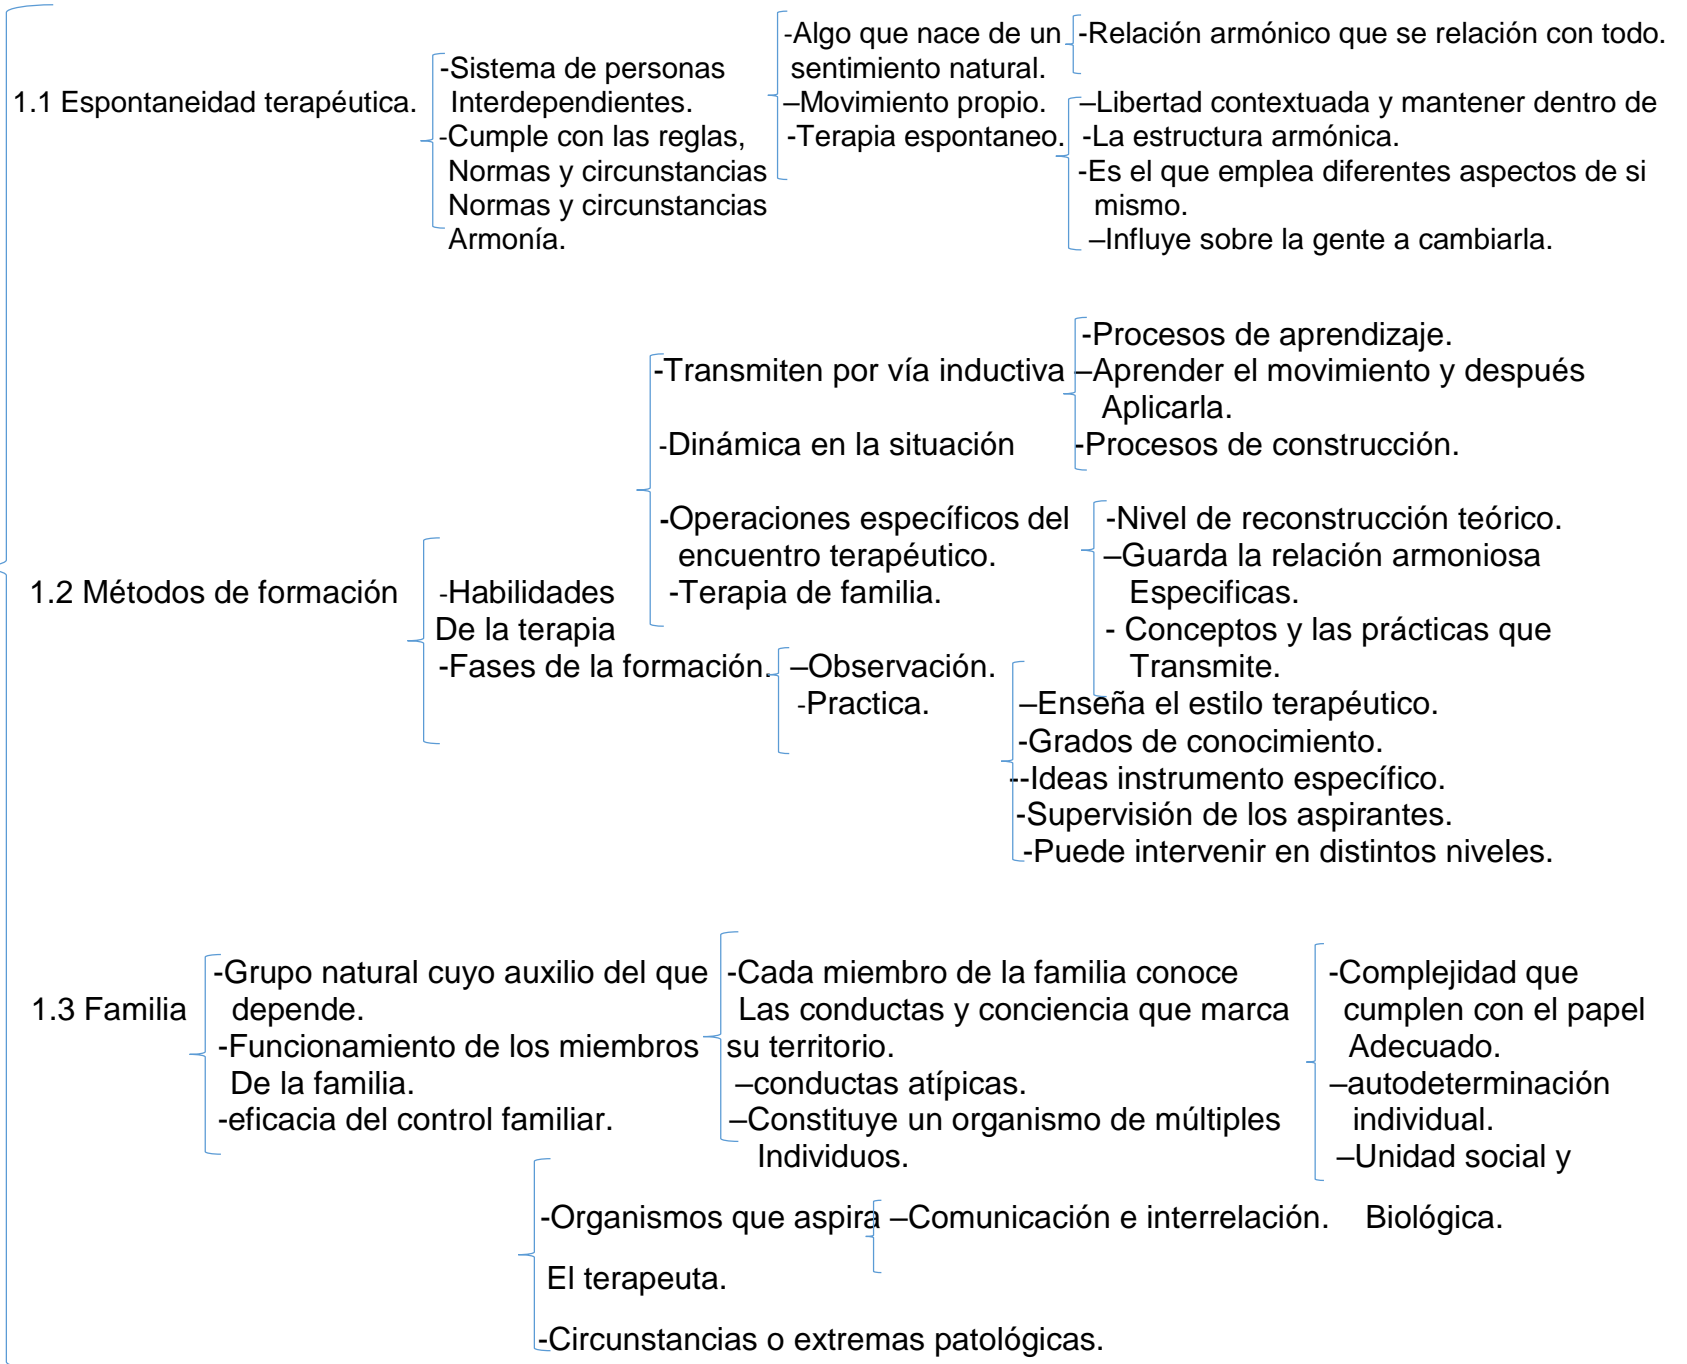 1.1 Espontaneidad terapéutica.
-Sistema de personas
Interdependientes.
-Cumple con las reglas,
Normas y circunstancias
Normas y circunstancias
Armonía.
-Algo que nace de un
sentimiento natural.
–Movimiento propio.
-Terapia espontaneo.
-Relación armónico que se relación con todo.
–Libertad contextuada y mantener dentro de
-La estructura armónica.
-Es el que emplea diferentes aspectos de si
mismo.
–Influye sobre la gente a cambiarla.
1.2 Métodos de formación
-Habilidades
De la terapia
-Fases de la formación.
-Transmiten por vía inductiva
-Dinámica en la situación
-Operaciones específicos del
encuentro terapéutico.
-Terapia de familia.
-Procesos de aprendizaje.
–Aprender el movimiento y después
Aplicarla.
-Procesos de construcción.
-Nivel de reconstrucción teórico.
–Guarda la relación armoniosa
Especificas.
- Conceptos y las prácticas que
Transmite.
–Observación.
-Practica.
–Enseña el estilo terapéutico.
-Grados de conocimiento.
--Ideas instrumento específico.
-Supervisión de los aspirantes.
-Puede intervenir en distintos niveles.
1.3 Familia
-Grupo natural cuyo auxilio del que
depende.
-Funcionamiento de los miembros
De la familia.
-eficacia del control familiar.
-Cada miembro de la familia conoce
Las conductas y conciencia que marca
su territorio.
–conductas atípicas.
–Constituye un organismo de múltiples
Individuos.
-Complejidad que
cumplen con el papel
Adecuado.
–autodeterminación
individual.
–Unidad social y
Biológica.
-Organismos que aspira
El terapeuta.
-Circunstancias o extremas patológicas.
–Comunicación e interrelación.